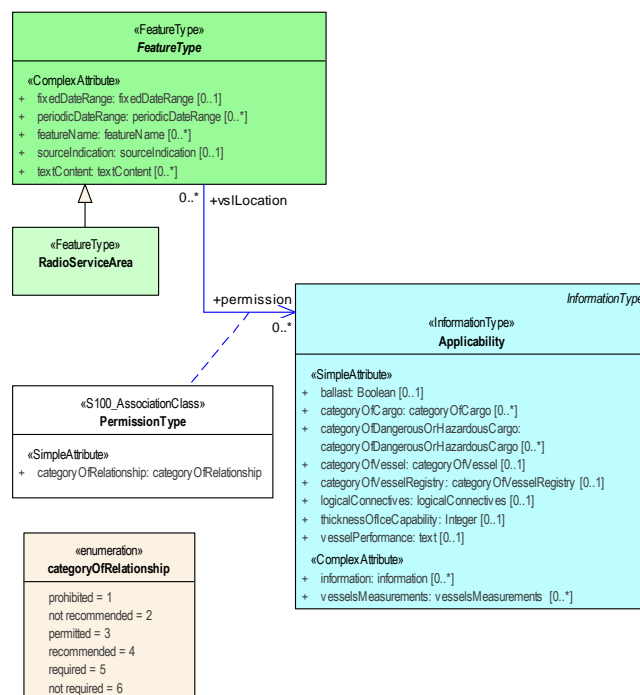 «FeatureType»
FeatureType
«ComplexAttribute»
+ fixedDateRange: fixedDateRange [0..1]
+ periodicDateRange: periodicDateRange [0..*]
+ featureName: featureName [0..*]
+ sourceIndication: sourceIndication [0..1]
+ textContent: textContent [0..*]
0..*
+vslLocation
«FeatureType»
RadioServiceArea
+permission
0..*
InformationType
«InformationType»
Applicability
«SimpleAttribute»
+ ballast: Boolean [0..1]
+ categoryOfCargo: categoryOfCargo [0..*]
+ categoryOfDangerousOrHazardousCargo:
categoryOfDangerousOrHazardousCargo [0..*]
+ categoryOfVessel: categoryOfVessel [0..1]
+ categoryOfVesselRegistry: categoryOfVesselRegistry [0..1]
+ logicalConnectives: logicalConnectives [0..1]
+ thicknessOfIceCapability: Integer [0..1]
+ vesselPerformance: text [0..1]
«ComplexAttribute»
+ information: information [0..*]
+ vesselsMeasurements: vesselsMeasurements [0..*]
«S100_AssociationClass»
PermissionType
«SimpleAttribute»
+ categoryOfRelationship: categoryOfRelationship
«enumeration»
categoryOfRelationship
prohibited = 1
not recommended = 2
permitted = 3
recommended = 4
required = 5
not required = 6